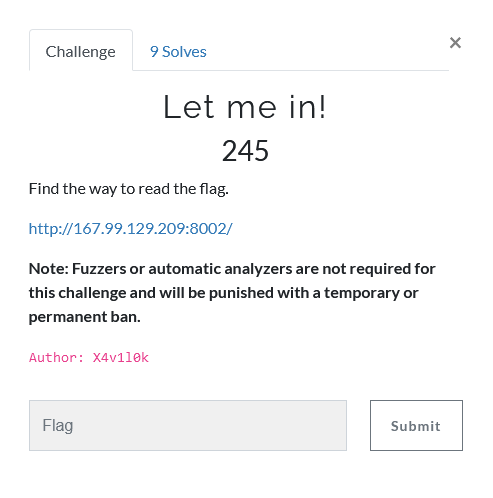 Challenge
9 Solves
×
Let me in!
245
Find the way to read the flag.
http://167.99.129.209:8002/
Note: Fuzzers or automatic analyzers are not required for
this challenge and will be punished with a temporary or
permanent ban.
Author: X4v1l0k
Flag
Submit